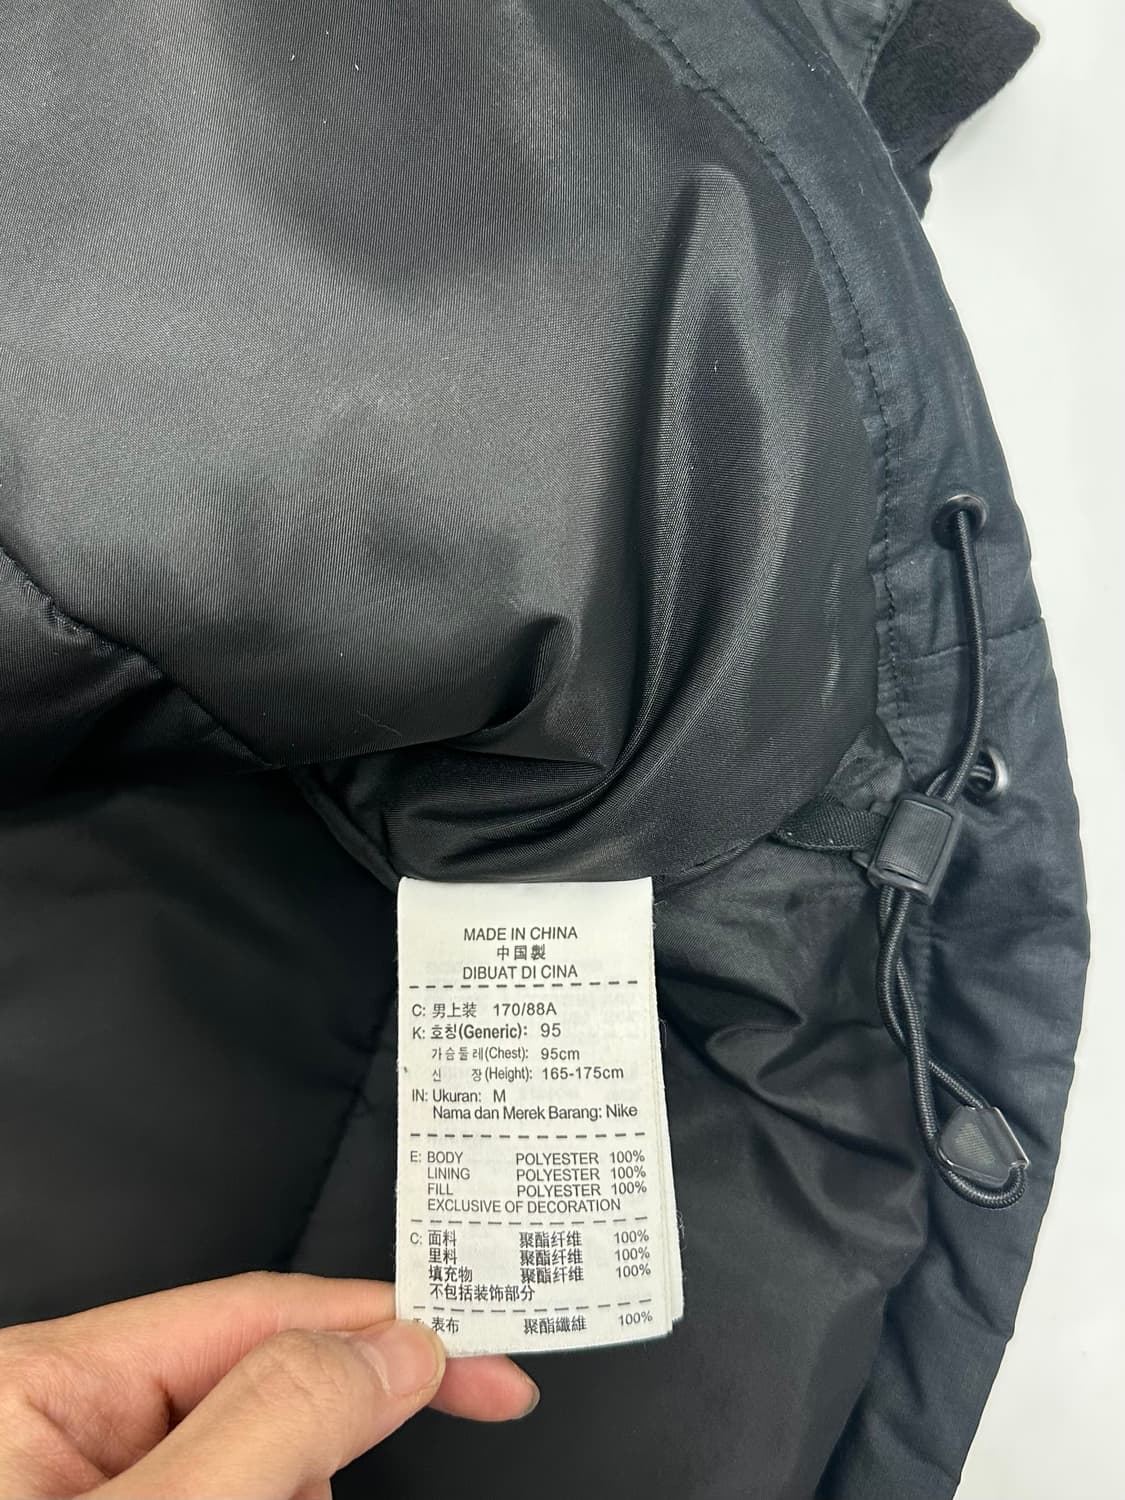 MADE IN CHINA
中国製
DIBUAT DI CINA
C: 男上装 170/88A
K: 호칭(Generic): 95
가슴둘레(Chest): 95cm
신 장(Height): 165-175cm
IN: Ukuran: M
Nama dan Merek Barang: Nike
E: BODY POLYESTER 100%
LINING POLYESTER 100%
FILL POLYESTER 100%
EXCLUSIVE OF DECORATION
C: 面料 聚酯纤维 100%
里料 聚酯纤维 100%
填充物 聚酯纤维 100%
不包括装饰部分
表布 聚酯纖維 100%